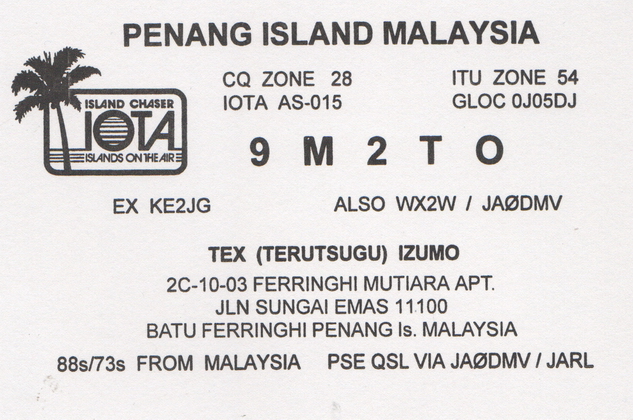 PENANG ISLAND MALAYSIA
CQ ZONE 28 ITU ZONE 54
IOTA AS-015 GLOC 0J05DJ
ISLAND CHASER
IOTA
ISLANDS ON THE AIR
9 M 2 T O
EX KE2JG ALSO WX2W / JAØDMV
TEX (TERUTSUGU) IZUMO
2C-10-03 FERRINGHI MUTIARA APT.
JLN SUNGAI EMAS 11100
BATU FERRINGHI PENANG Is. MALAYSIA
88s/73s FROM MALAYSIA PSE QSL VIA JAØDMV / JARL